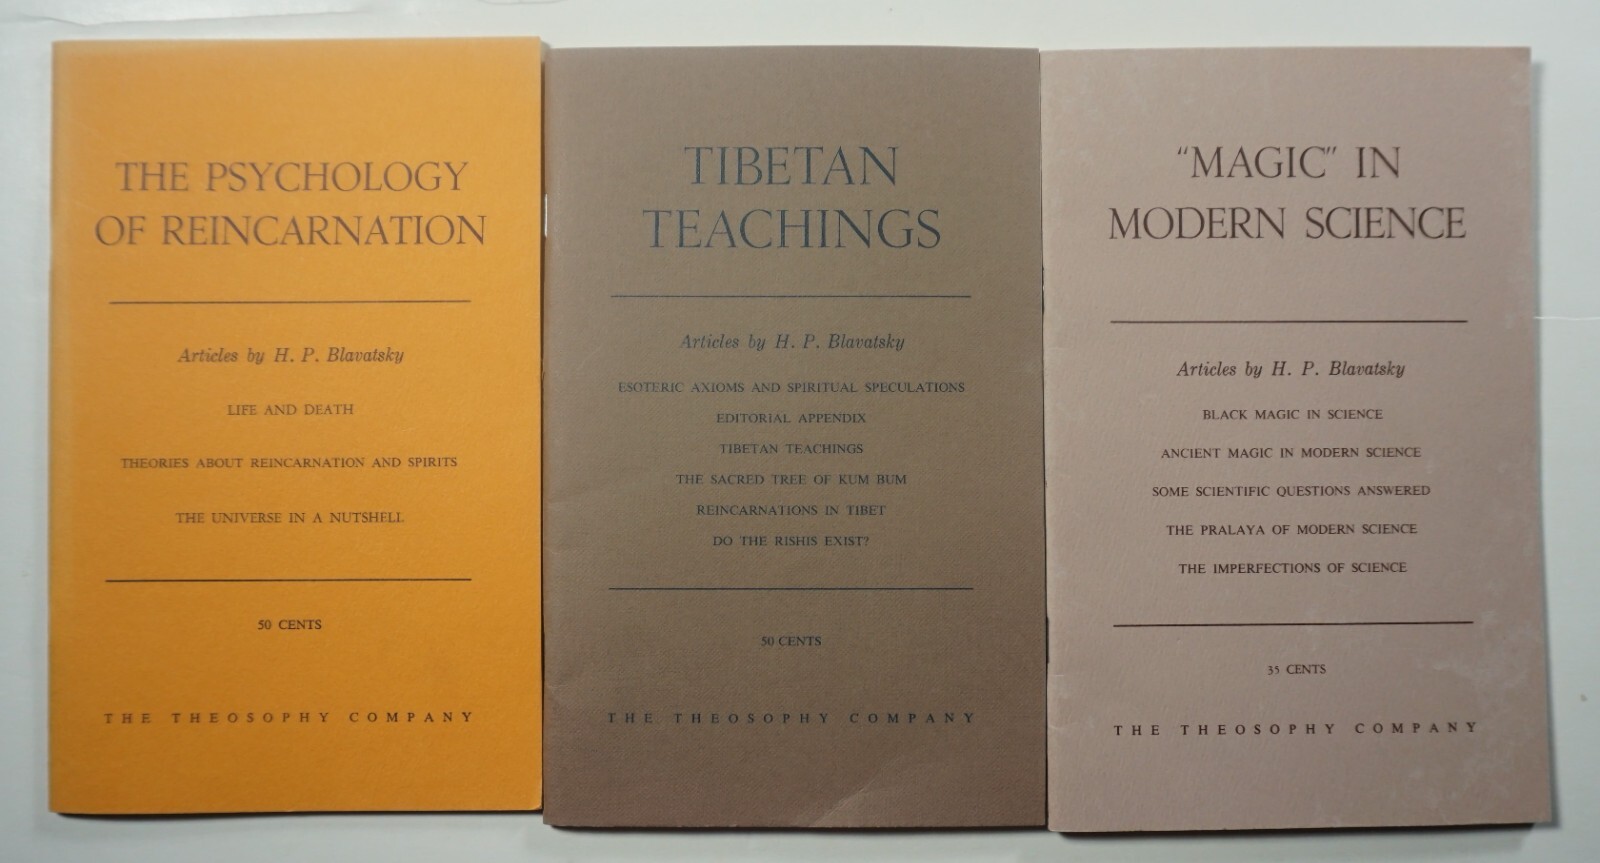 THE PSYCHOLOGY
OF REINCARNATION
Articles by H. P. Blavatsky
LIFE AND DEATH
THEORIES ABOUT REINCARNATION AND SPIRITS
THE UNIVERSE IN A NUTSHELL
50 CENTS
THE THEOSOPHY COMPANY
TIBETAN
TEACHINGS
Articles by H. P. Blavatsky
ESOTERIC AXIOMS AND SPIRITUAL SPECULATIONS
EDITORIAL APPENDIX
TIBETAN TEACHINGS
THE SACRED TREE OF KUM BUM
REINCARNATIONS IN TIBET
DO THE RISHIS EXIST?
50 CENTS
THE THEOSOPHY COMPANY
“MAGIC” IN
MODERN SCIENCE
Articles by H. P. Blavatsky
BLACK MAGIC IN SCIENCE
ANCIENT MAGIC IN MODERN SCIENCE
SOME SCIENTIFIC QUESTIONS ANSWERED
THE PRALAYA OF MODERN SCIENCE
THE IMPERFECTIONS OF SCIENCE
35 CENTS
THE THEOSOPHY COMPANY